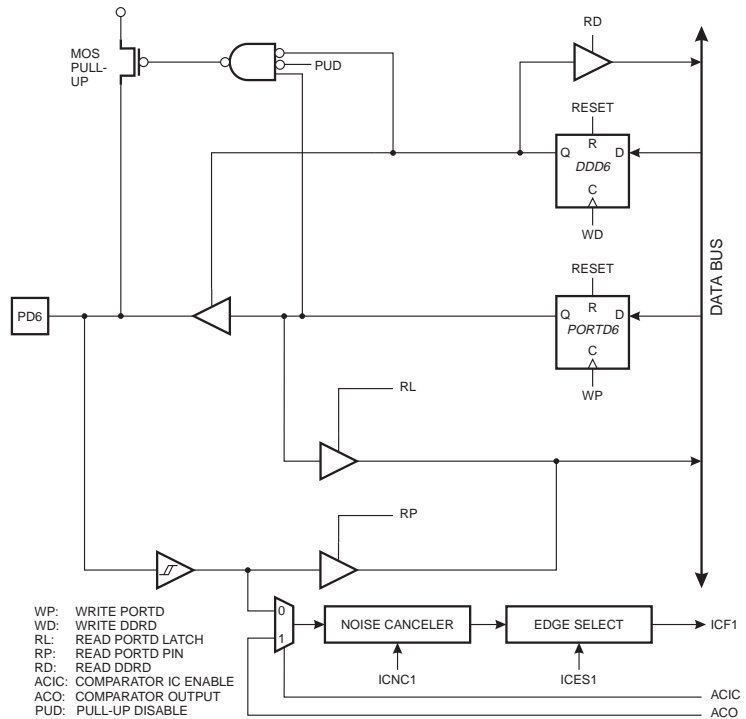 RD
MOS
PULL-
UP
PUD
RESET
R
Q
D
DDD6
C
WD
DATA BUS
RESET
PD6
R
Q
D
PORTD6
C
WP
RL
RP
0
1
NOISE CANCELER
EDGE SELECT
ICF1
ICNC1
ICES1
ACIC
ACO
WP: WRITE PORTD
WD: WRITE DDRD
RL: READ PORTD LATCH
RP: READ PORTD PIN
RD: READ DDRD
ACIC: COMPARATOR IC ENABLE
ACO: COMPARATOR OUTPUT
PUD: PULL-UP DISABLE